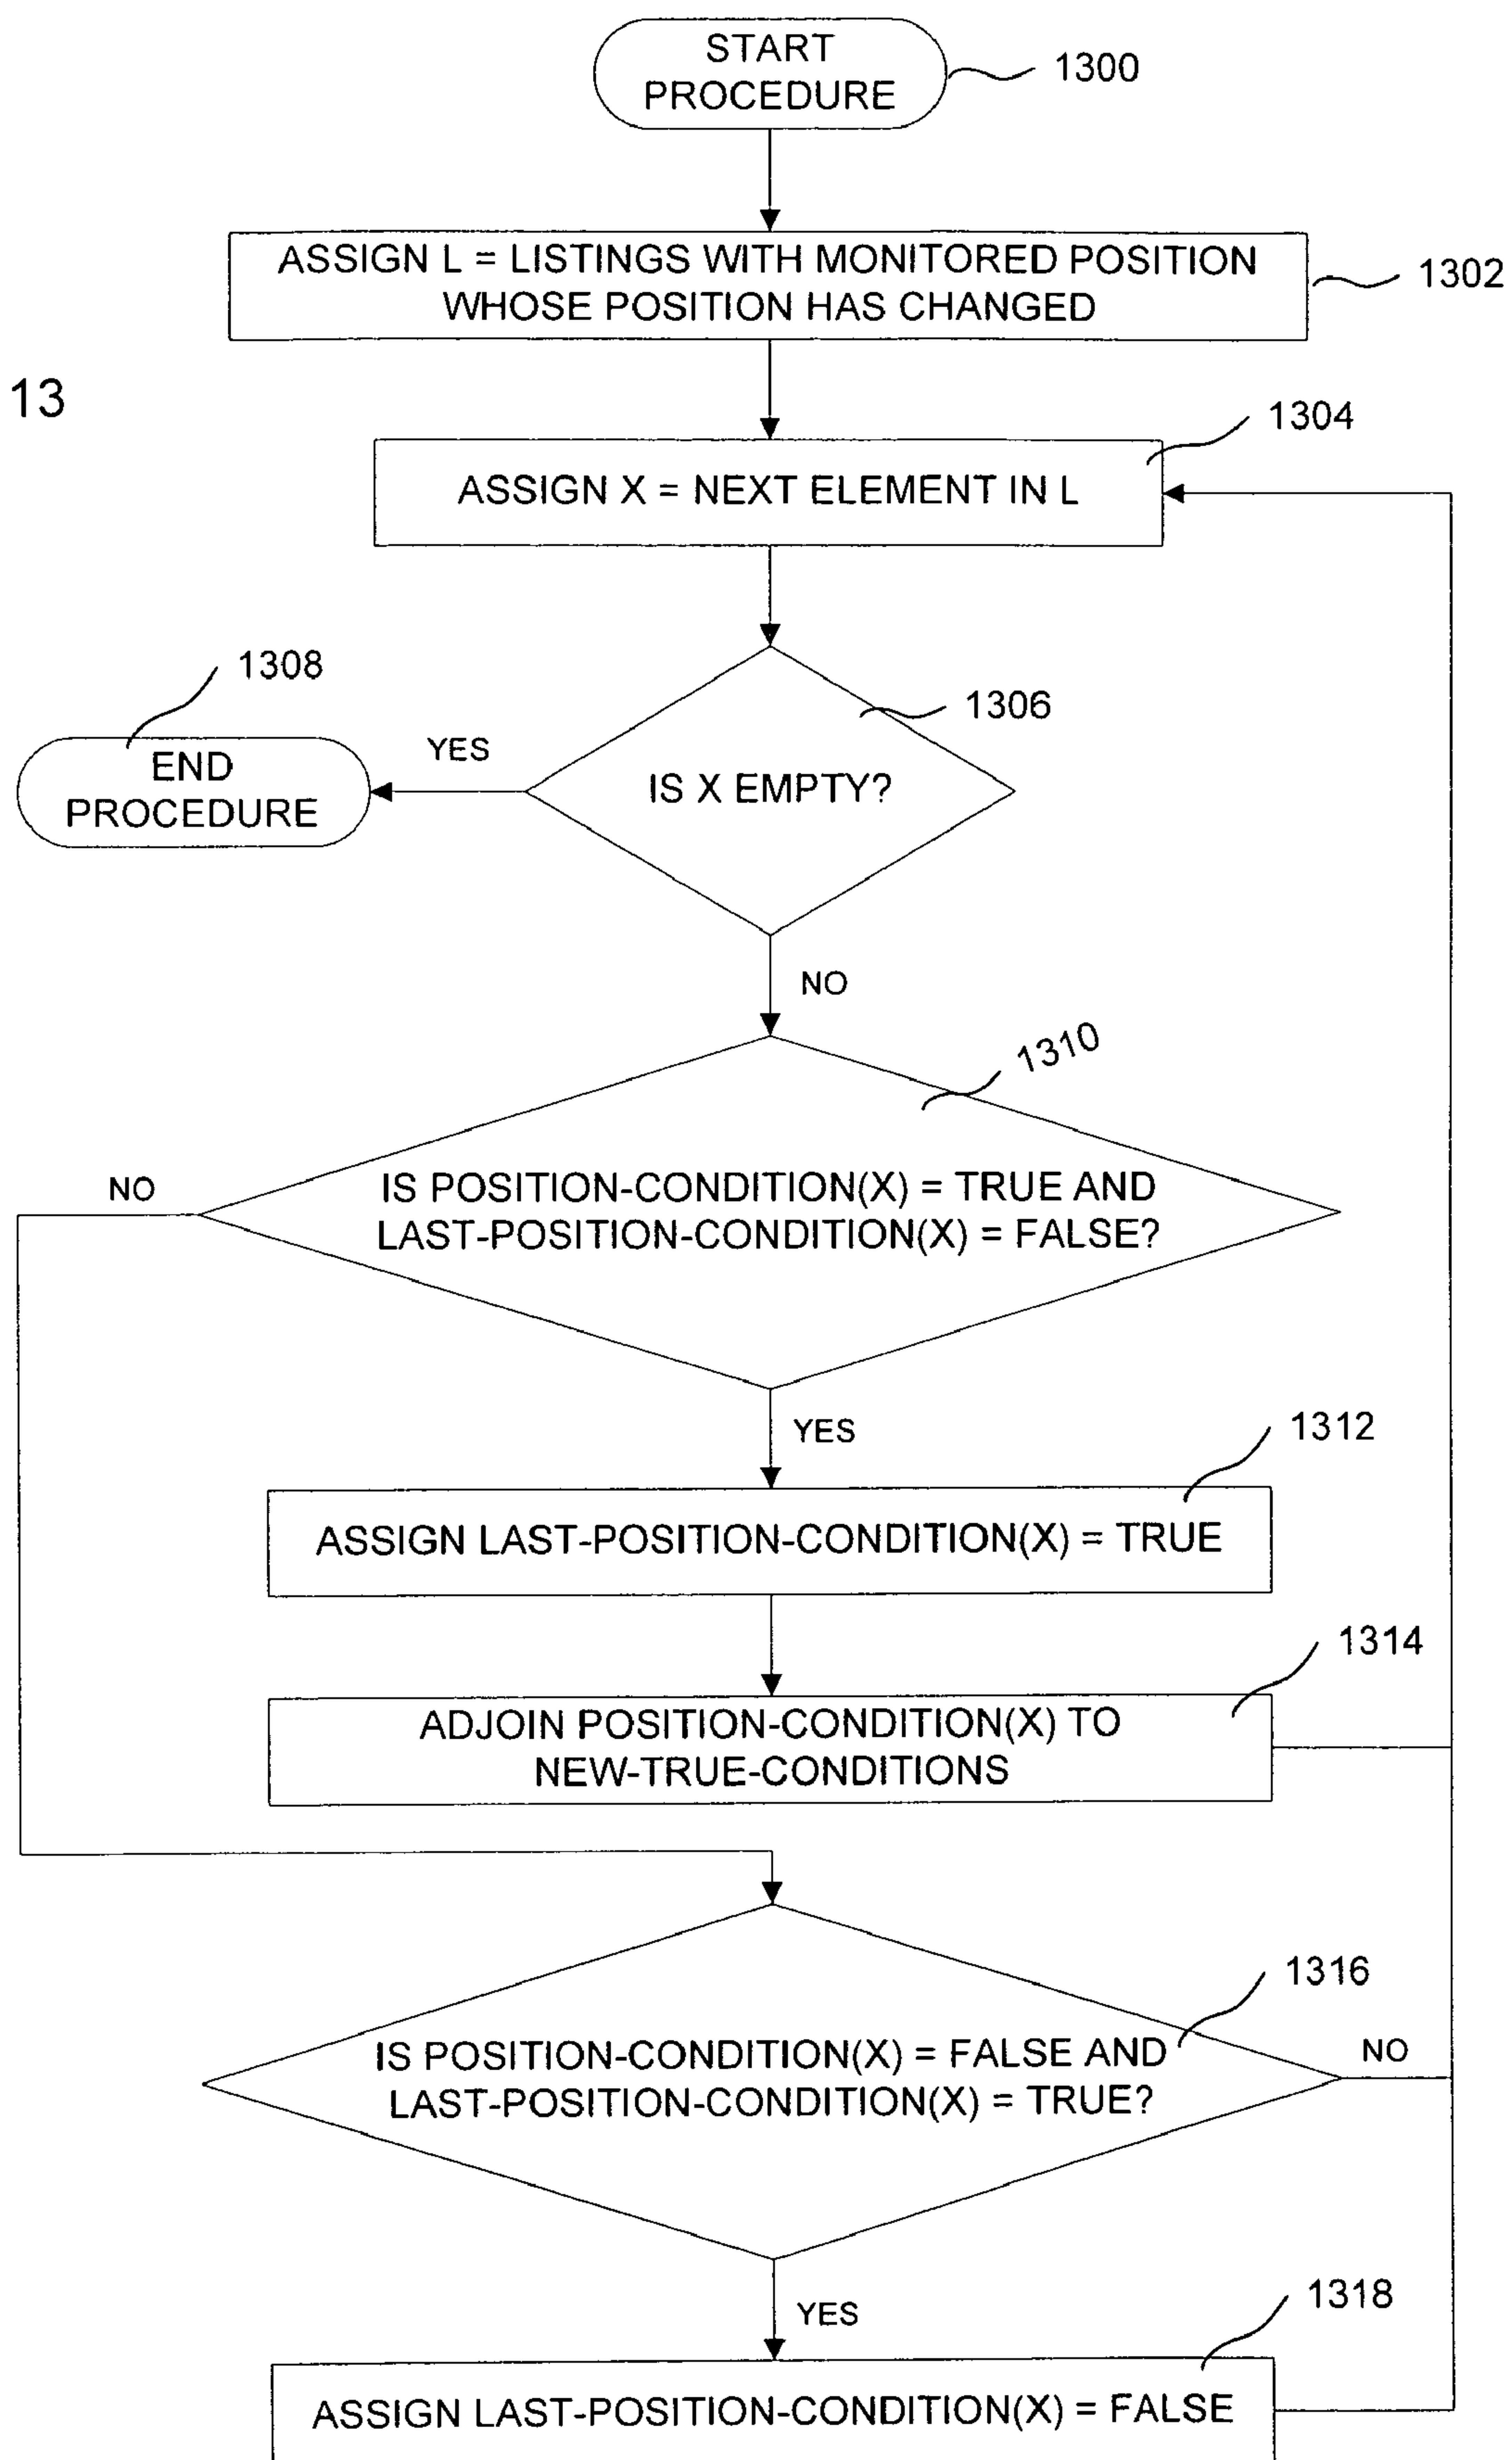 START
PROCEDURE
1300
ASSIGN L = LISTINGS WITH MONITORED POSITION
WHOSE POSITION HAS CHANGED
1302
13
1304
ASSIGN X = NEXT ELEMENT IN L
1308
1306
END
PROCEDURE
YES
IS X EMPTY?
NO
1310
NO
IS POSITION-CONDITION(X) = TRUE AND
LAST-POSITION-CONDITION(X) = FALSE?
YES
1312
ASSIGN LAST-POSITION-CONDITION(X) = TRUE
1314
ADJOIN POSITION-CONDITION(X) TO
NEW-TRUE-CONDITIONS
1316
IS POSITION-CONDITION(X) = FALSE AND
LAST-POSITION-CONDITION(X) = TRUE?
NO
YES
1318
ASSIGN LAST-POSITION-CONDITION(X) = FALSE